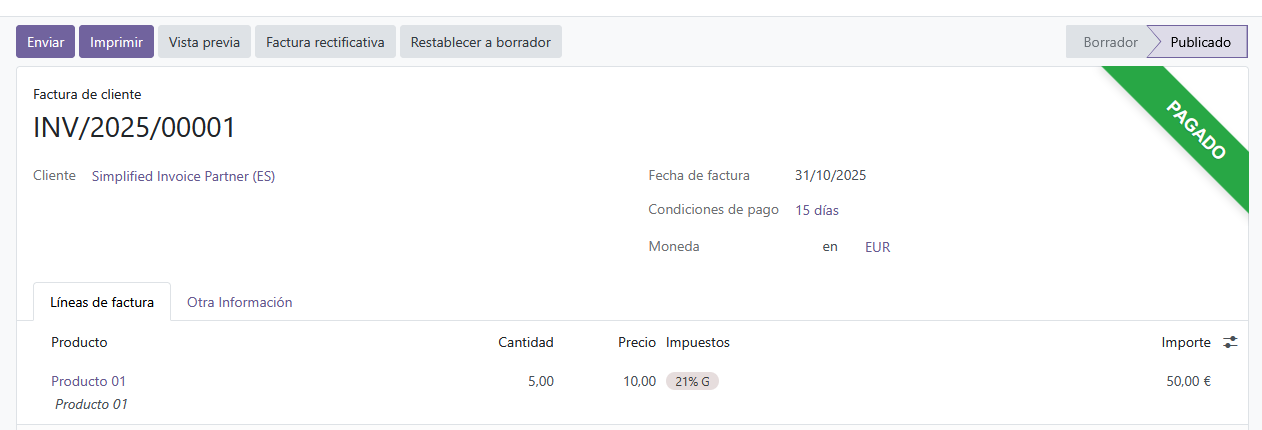 Enviar Imprimir Vista previa Factura rectificativa Restablecer a borrador Borrador Publicado
PAGADO
Factura de cliente
INV/2025/00001
Cliente Simplified Invoice Partner (ES)
Fecha de factura 31/10/2025
Condiciones de pago 15 días
Moneda en EUR
Líneas de factura Otra Información
Producto Cantidad Precio Impuestos Importe
Producto 01 5,00 10,00 21% G 50,00 €
Producto 01